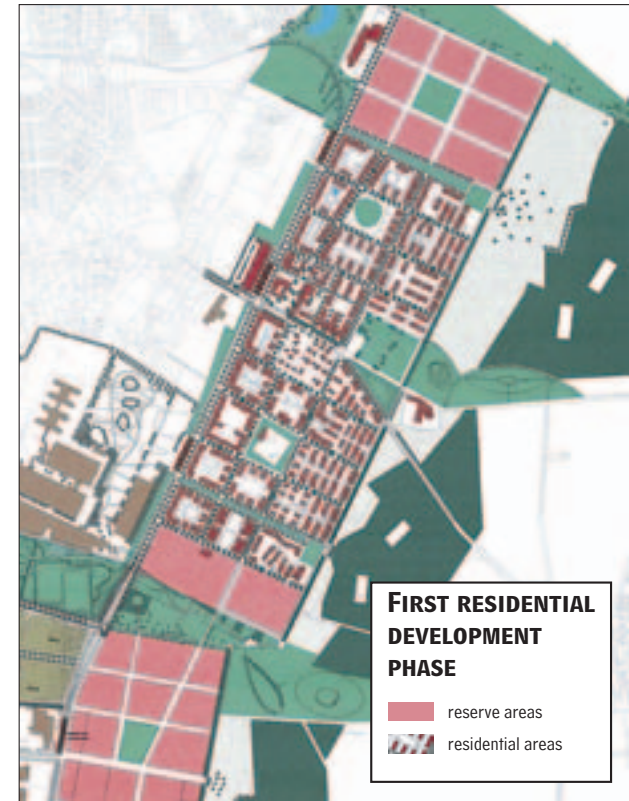 FIRST RESIDENTIAL
DEVELOPMENT
PHASE
reserve areas
residential areas